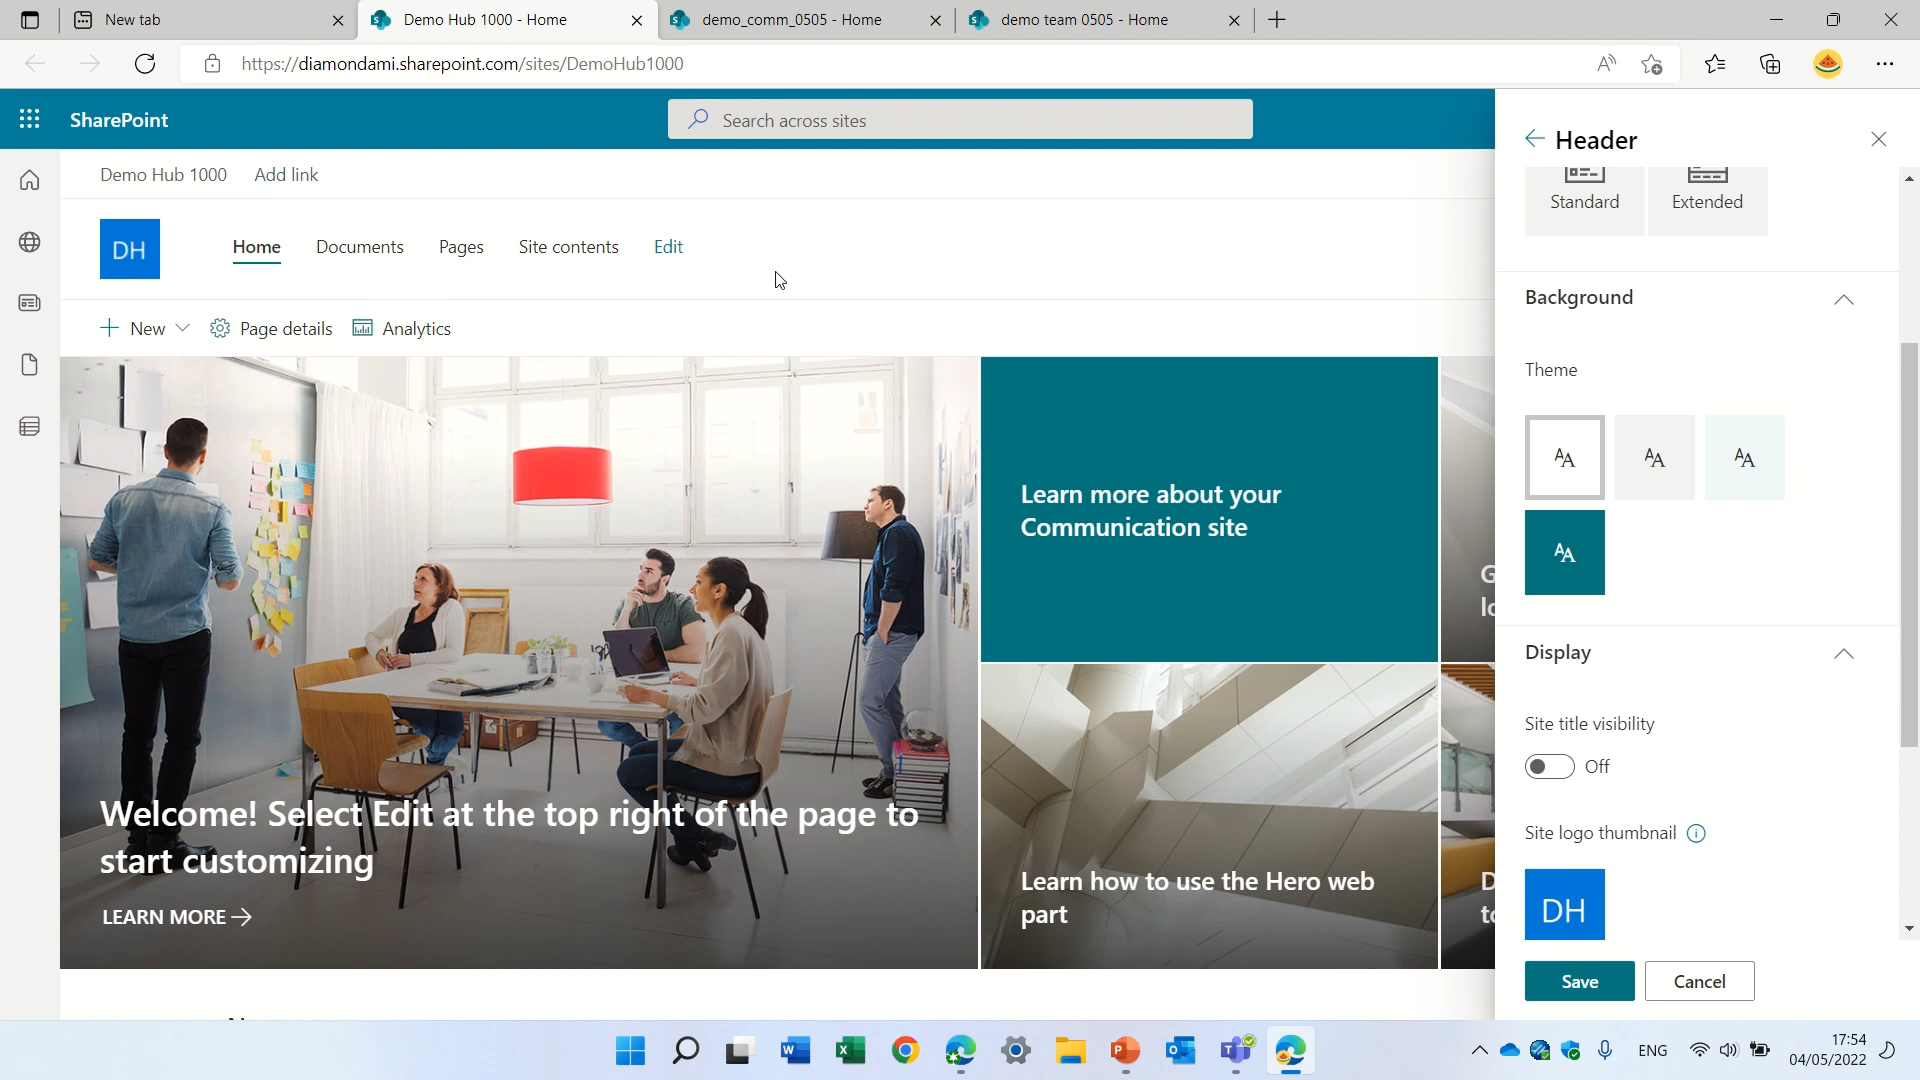 New tab
Demo Hub 1000 - Home
demo_comm_0505 - Home
demo team 0505 - Home
https://diamondami.sharepoint.com/sites/DemoHub1000
SharePoint
Search across sites
Demo Hub 1000
Add link
DH
Home
Documents
Pages
Site contents
Edit
New
Page details
Analytics
Welcome! Select Edit at the top right of the page to
start customizing
LEARN MORE
Learn more about your
Communication site
Learn how to use the Hero web
part
Header
Standard
Extended
Background
Theme
AA
AA
AA
AA
Display
Site title visibility
Off
Site logo thumbnail
DH
Save
Cancel
ENG
17:54
04/05/2022